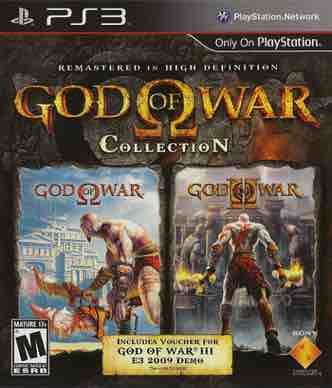 PS3
PlayStation Network
Only On PlayStation
REMASTERED IN HIGH DEFINITION
GOD OF WAR
COLLECTION
GOD OF WAR
GOD OF WAR
II
MATURE 17+
M
ESRB
INCLUDES VOUCHER FOR
GOD OF WAR III
E3 2009 DEMO
SONY